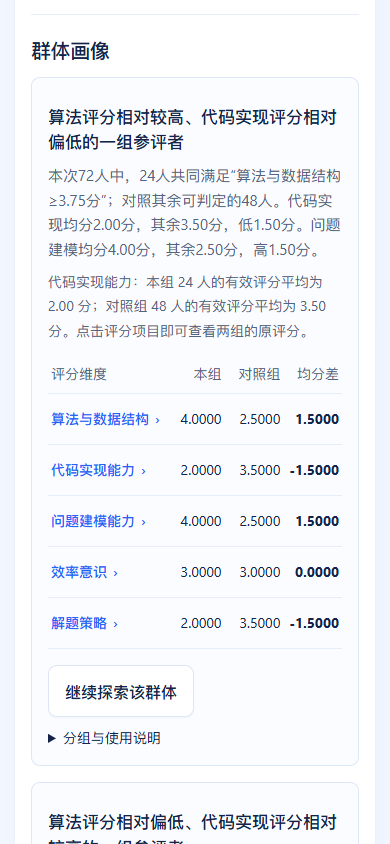 群体画像
算法评分相对较高、代码实现评分相对
偏低的一组参评者
本次72人中，24人共同满足“算法与数据结构
≥3.75分”；对照其余可判定的48人。代码实
现均分2.00分，其余3.50分，低1.50分。问题
建模均分4.00分，其余2.50分，高1.50分。
代码实现能力：本组 24 人的有效评分平均为
2.00 分；对照组 48 人的有效评分平均为 3.50
分。点击评分项目即可查看两组的原评分。
评分维度 本组 对照组 均分差
算法与数据结构 › 4.0000 2.5000 1.5000
代码实现能力 › 2.0000 3.5000 -1.5000
问题建模能力 › 4.0000 2.5000 1.5000
效率意识 › 3.0000 3.0000 0.0000
解题策略 › 2.0000 3.5000 -1.5000
继续探索该群体
▶ 分组与使用说明
算法评分相对偏低、代码实现评分相对
较高的一组参评者